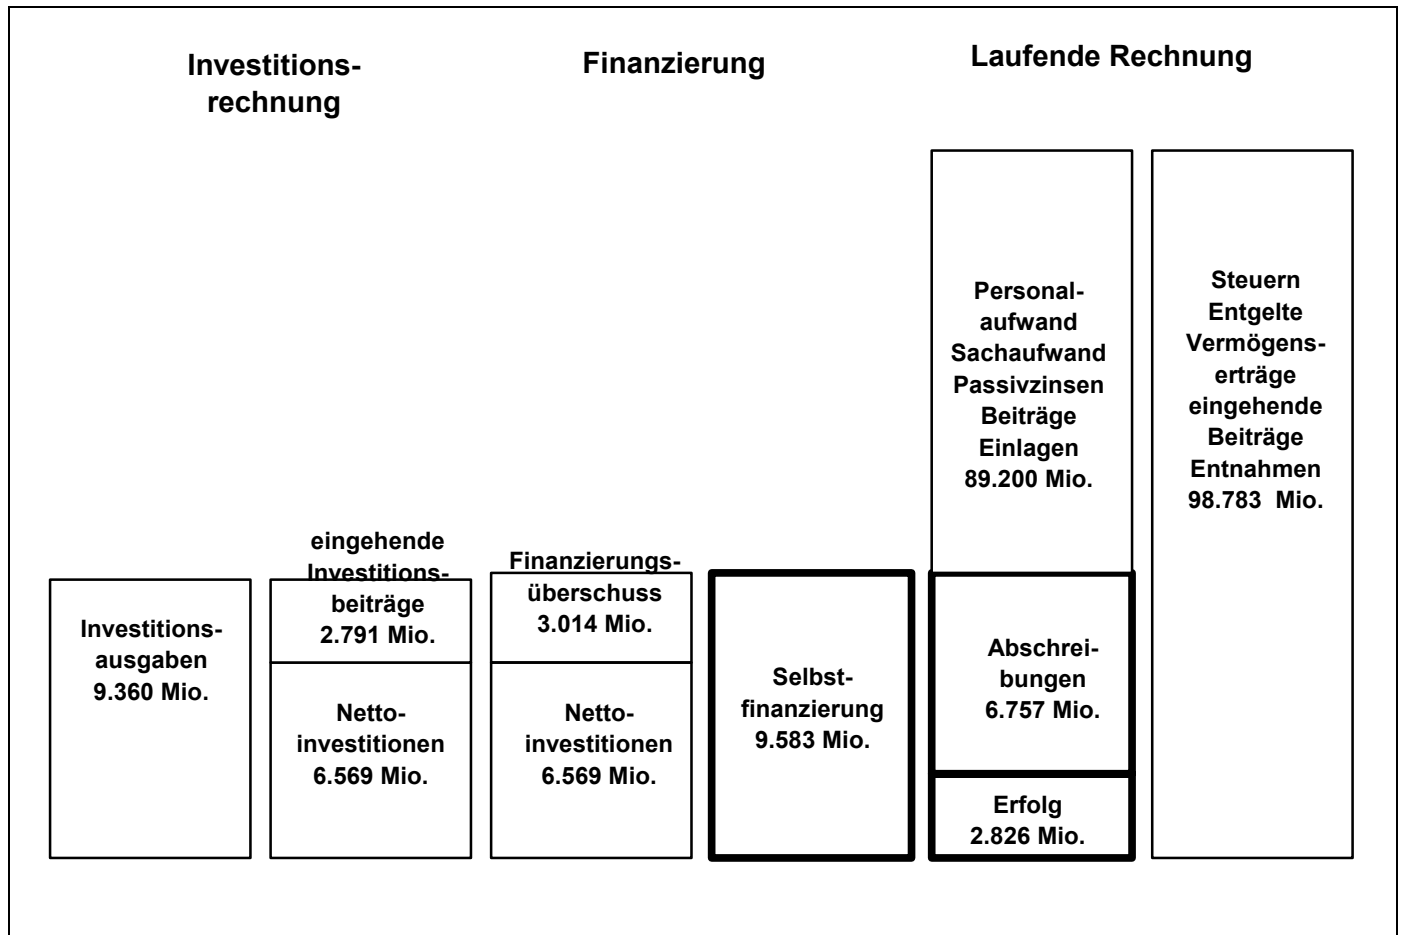 Investitions-
rechnung
Finanzierung
Laufende Rechnung
Investitions-
ausgaben
9.360 Mio.
eingehende
Investitions-
beiträge
2.791 Mio.
Netto-
investitionen
6.569 Mio.
Finanzierungs-
überschuss
3.014 Mio.
Netto-
investitionen
6.569 Mio.
Selbst-
finanzierung
9.583 Mio.
Personal-
aufwand
Sachaufwand
Passivzinsen
Beiträge
Einlagen
89.200 Mio.
Abschrei-
bungen
6.757 Mio.
Erfolg
2.826 Mio.
Steuern
Entgelte
Vermögens-
erträge
eingehende
Beiträge
Entnahmen
98.783  Mio.